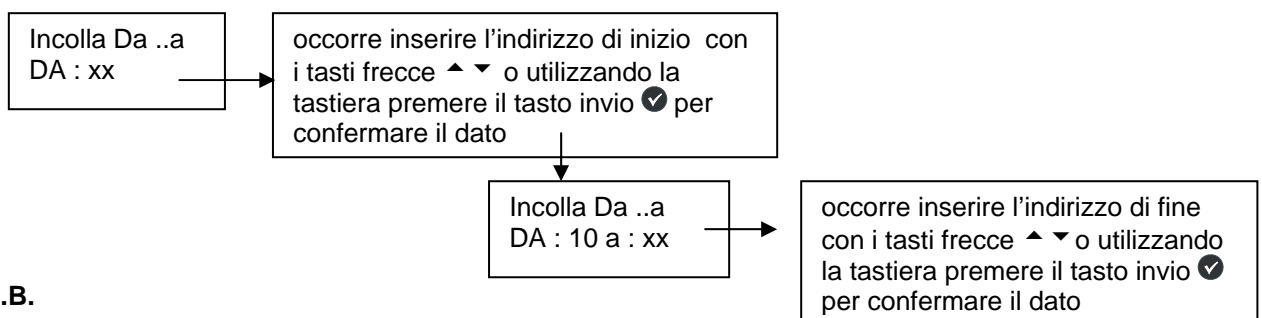 Incolla Da ..a
DA : xx
occorre inserire l'indirizzo di inizio con
i tasti frecce ▲ ▼ o utilizzando la
tastiera premere il tasto invio ✔ per
confermare il dato
Incolla Da ..a
DA : 10 a : xx
occorre inserire l'indirizzo di fine
con i tasti frecce ▲ ▼ o utilizzando
la tastiera premere il tasto invio ✔
per confermare il dato
.B.